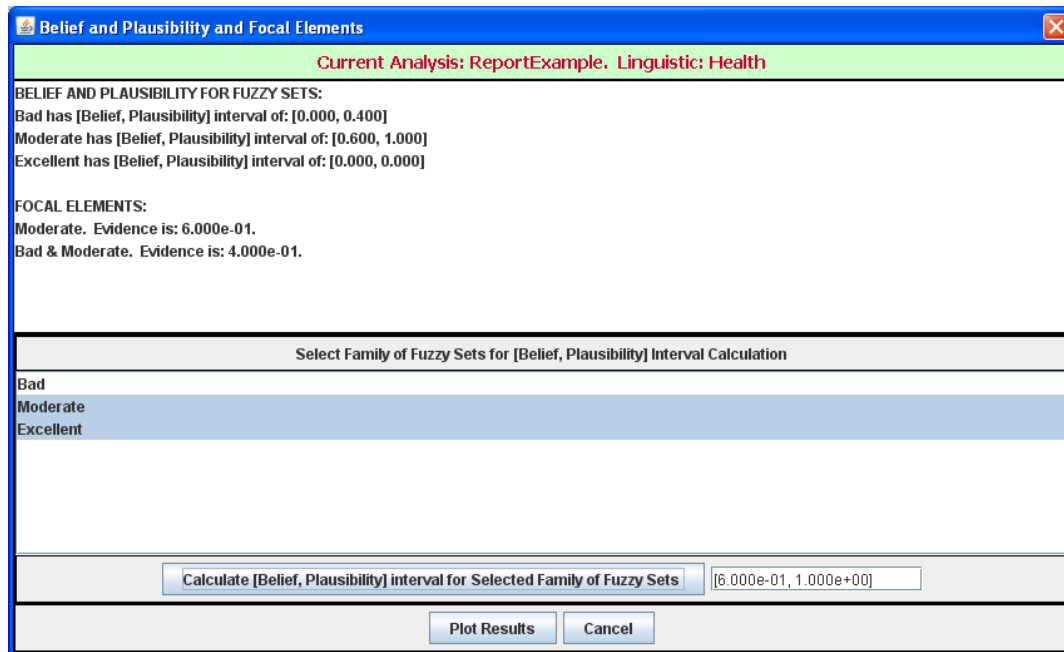 Belief and Plausibility and Focal Elements
Current Analysis: ReportExample. Linguistic: Health
BELIEF AND PLAUSIBILITY FOR FUZZY SETS:
Bad has [Belief, Plausibility] interval of: [0.000, 0.400]
Moderate has [Belief, Plausibility] interval of: [0.600, 1.000]
Excellent has [Belief, Plausibility] interval of: [0.000, 0.000]
FOCAL ELEMENTS:
Moderate. Evidence is: 6.000e-01.
Bad & Moderate. Evidence is: 4.000e-01.
Select Family of Fuzzy Sets for [Belief, Plausibility] Interval Calculation
Bad
Moderate
Excellent
Calculate [Belief, Plausibility] interval for Selected Family of Fuzzy Sets [6.000e-01, 1.000e+00]
Plot Results Cancel